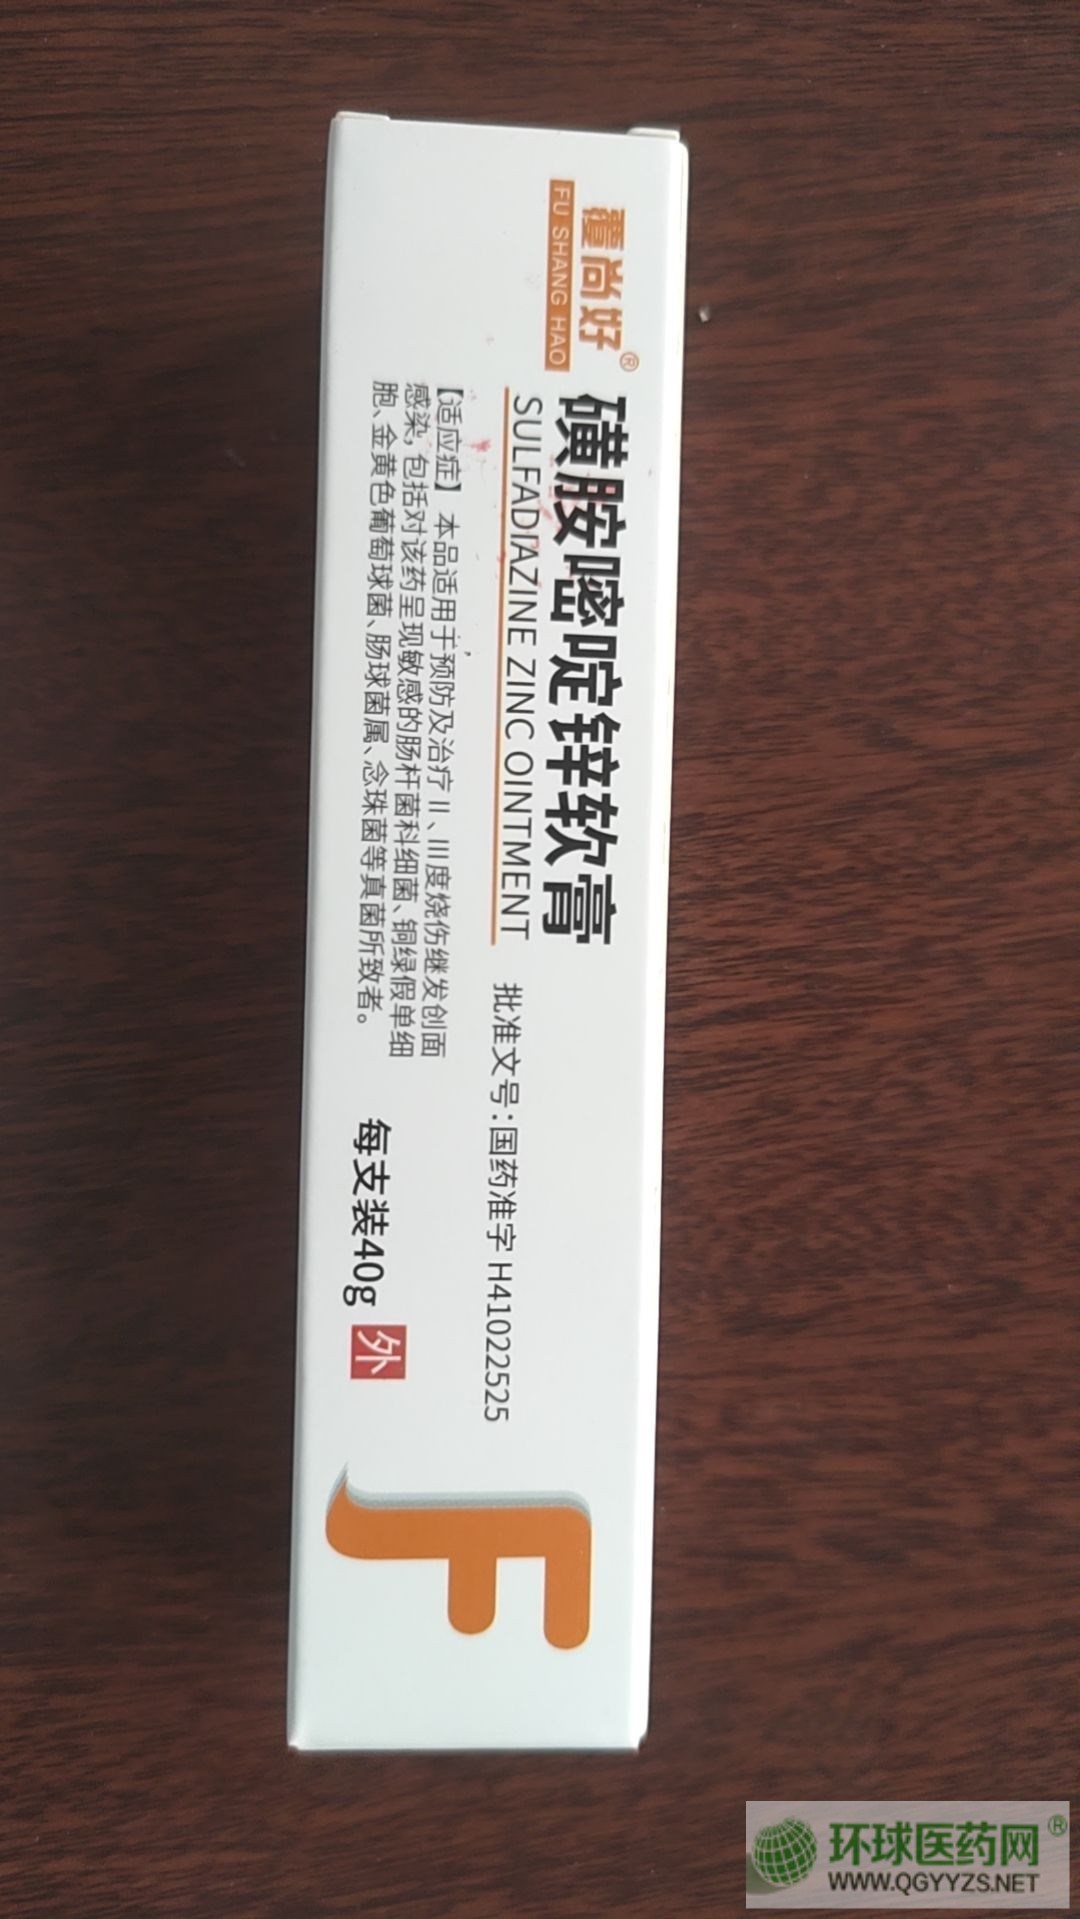 覆尚好®
FU SHANG HAO
磺胺嘧啶锌软膏
SULFADIAZINE ZINC OINTMENT
批准文号：国药准字 H41022525
【适应症】 本品适用于预防及治疗 II、III度烧伤继发创面
感染，包括对该药呈现敏感的肠杆菌科细菌、铜绿假单细
胞、金黄色葡萄球菌、肠球菌属、念珠菌等真菌所致者。
每支装40g
外
F
环球医药网®
WWW.QGYYZS.NET